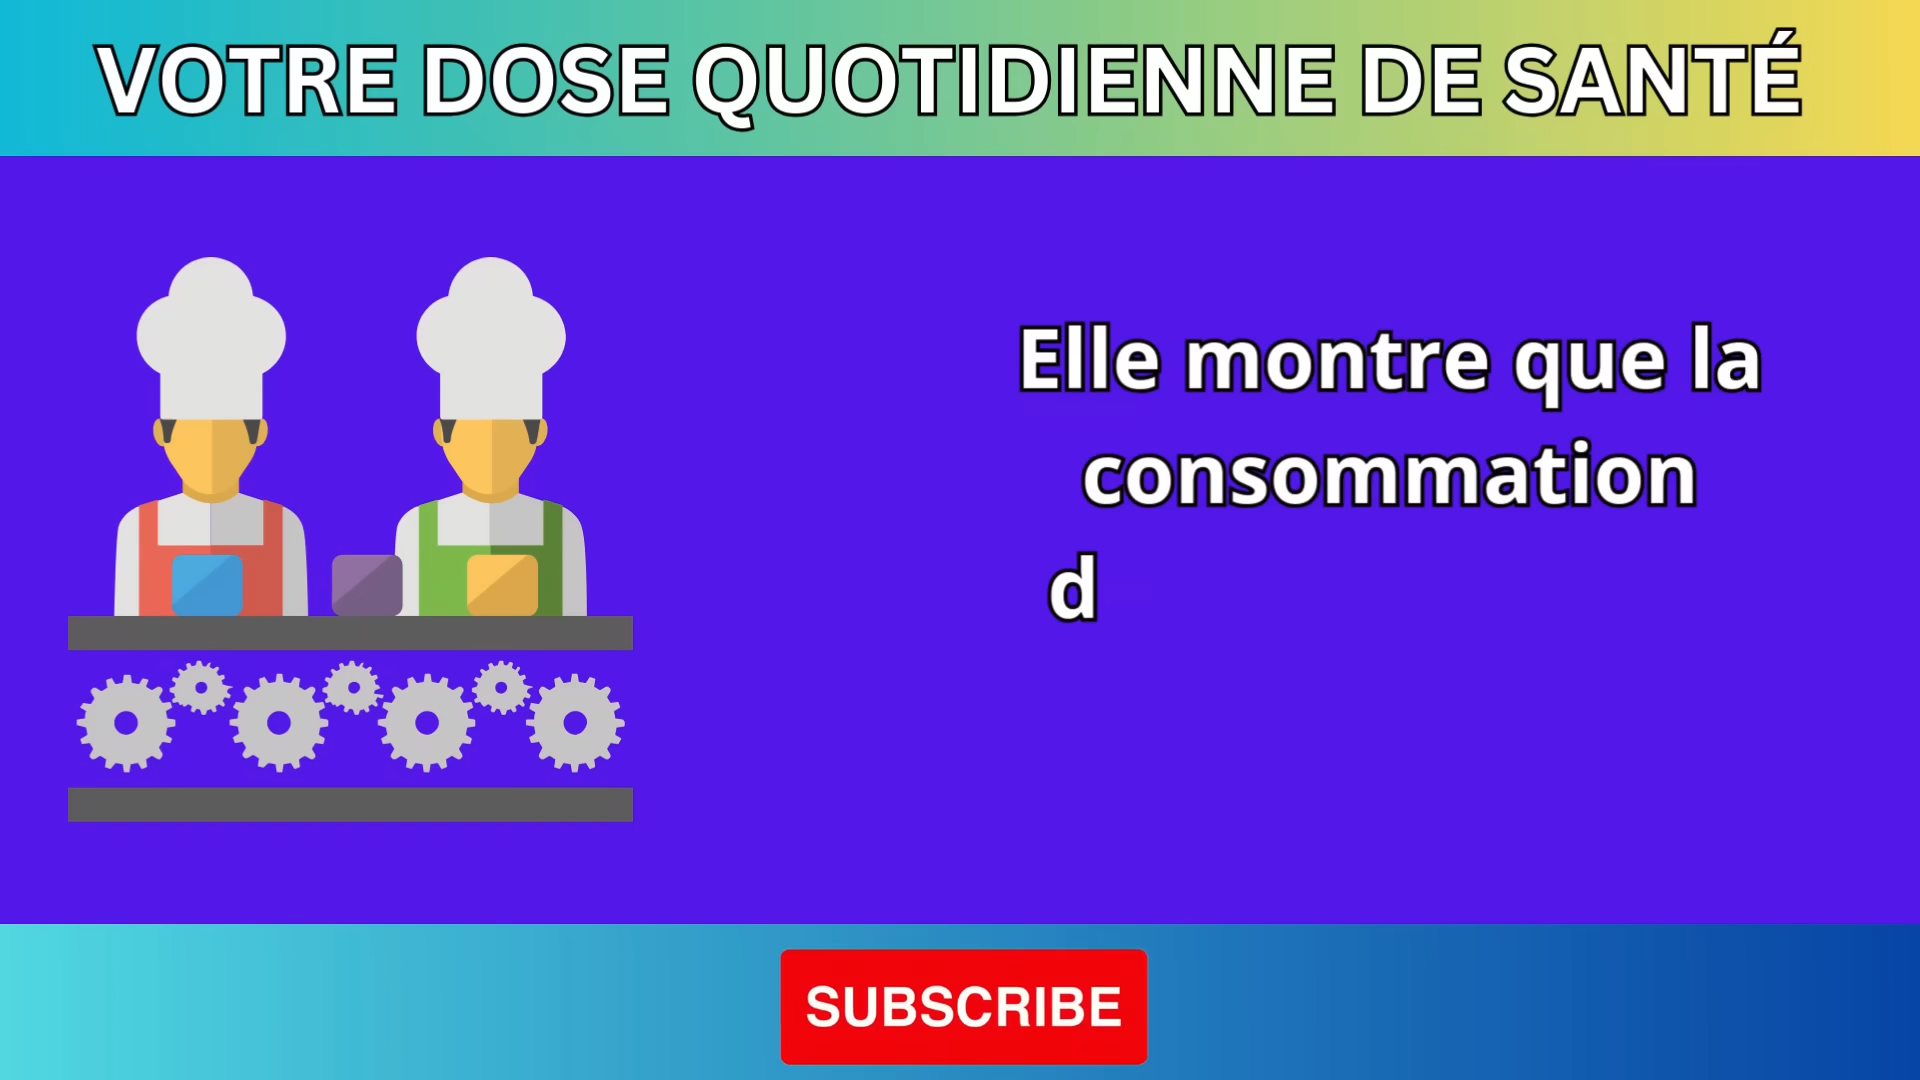 VOTRE DOSE QUOTIDIENNE DE SANTÉ
Elle montre que la
consommation
d
SUBSCRIBE